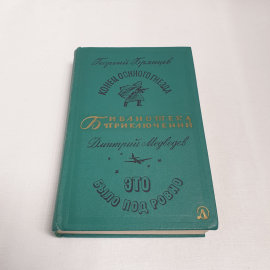 Георгий Брянцев
КОНЕЦ ОСИНОГО ГНЕЗДА
БИБЛИОТЕКА
ПРИКЛЮЧЕНИЙ
Дмитрий Медведев
ЭТО
БЫЛО ПОД РОВНО